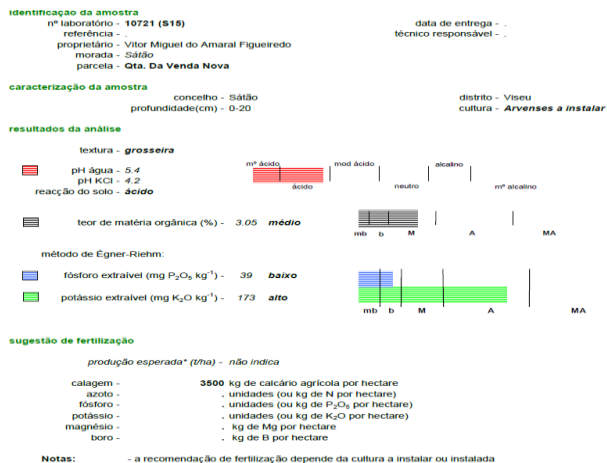 identificação da amostra
nº laboratório - 10721 (S15) data de entrega - .
referência - . técnico responsável - .
proprietário - Vitor Miguel do Amaral Figueiredo
morada - Sátão
parcela - Qta. Da Venda Nova
caracterização da amostra
concelho - Sátão distrito - Viseu
profundidade(cm) - 0-20 cultura - Arvenses a instalar
resultados da análise
textura - grosseira
mº ácido mod ácido alcalino
pH água - 5.4
pH KCl - 4.2
reacção do solo - ácido
ácido neutro mº alcalino
teor de matéria orgânica (%) - 3.05 médio
mb b M A MA
método de Égner-Riehm:
fósforo extraível (mg P₂O₅ kg⁻¹) - 39 baixo
potássio extraível (mg K₂O kg⁻¹) - 173 alto
mb b M A MA
sugestão de fertilização
produção esperada* (t/ha) - não indica
calagem - 3500 kg de calcário agrícola por hectare
azoto - . unidades (ou kg de N por hectare)
fósforo - . unidades (ou kg de P₂O₅ por hectare)
potássio - . unidades (ou kg de K₂O por hectare)
magnésio - . kg de Mg por hectare
boro - . kg de B por hectare
Notas: - a recomendação de fertilização depende da cultura a instalar ou instalada